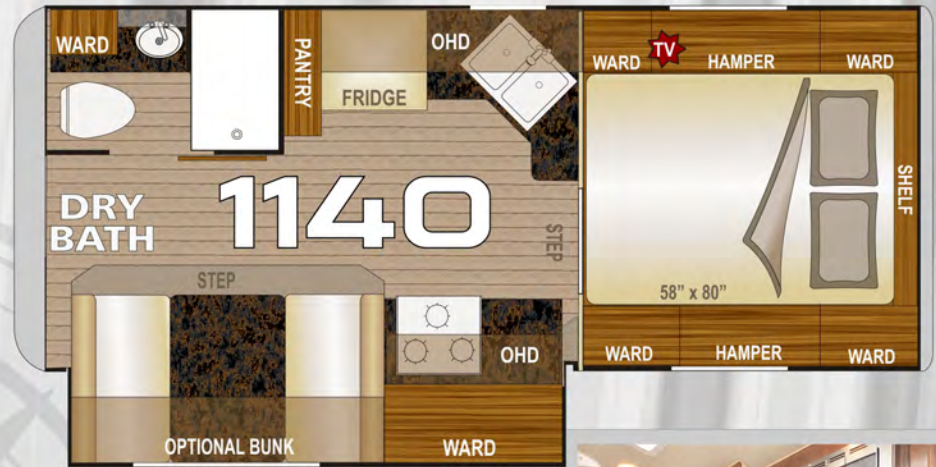 WARD
PANTRY
FRIDGE
OHD
WARD
TV
HAMPER
WARD
SHELF
DRY
BATH
1140
STEP
STEP
58" x 80"
OHD
WARD
HAMPER
WARD
OPTIONAL BUNK
WARD